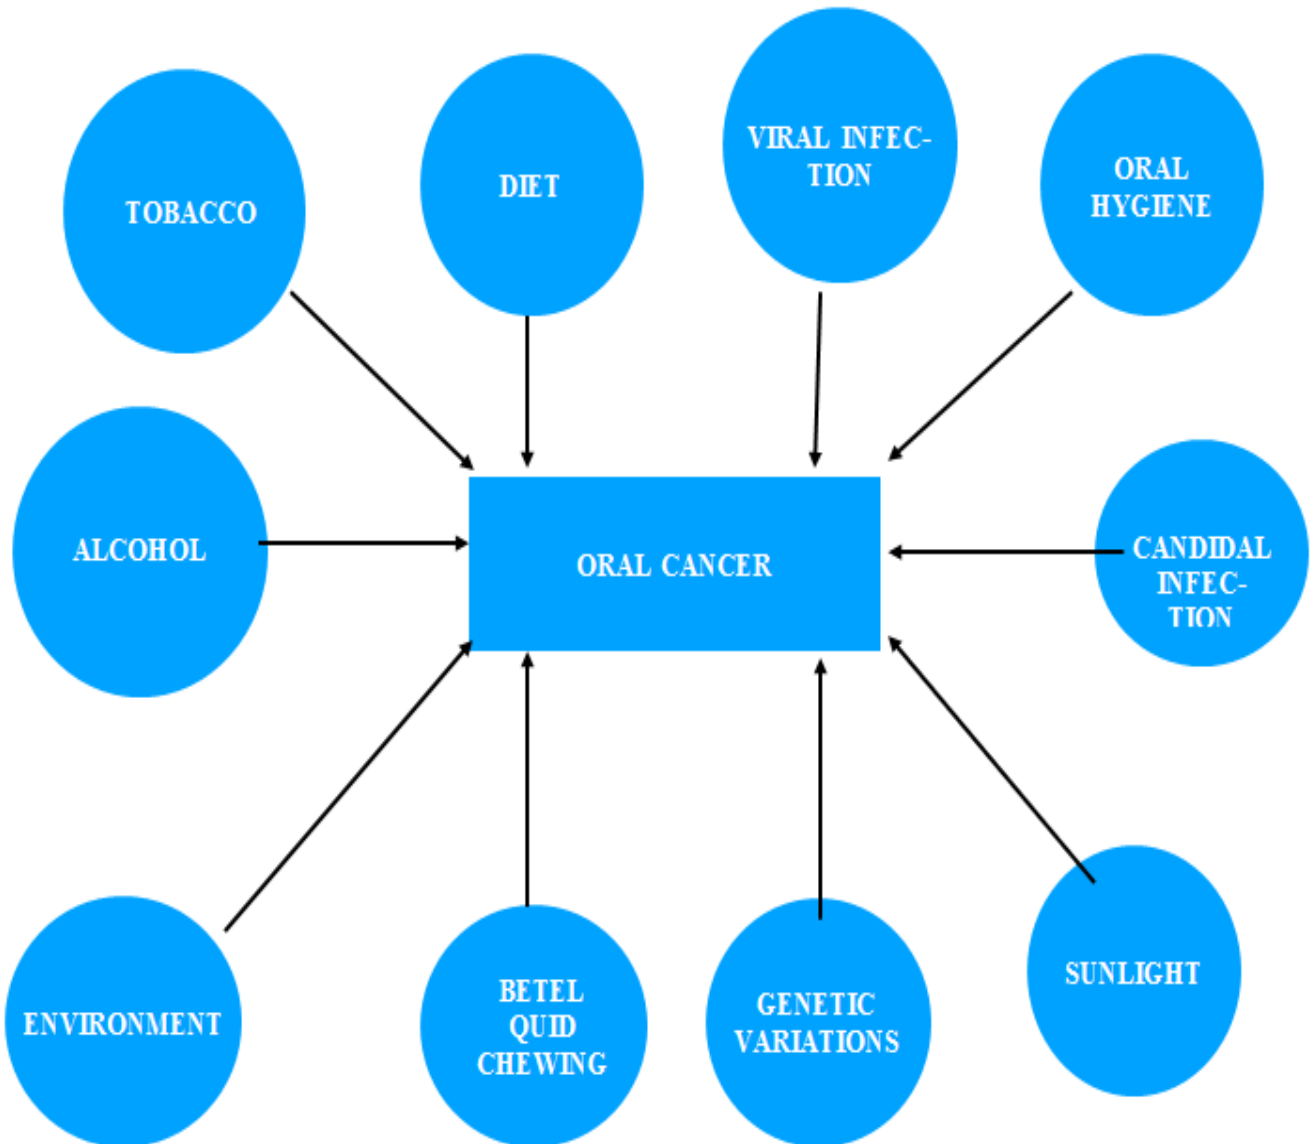 TOBACCO
DIET
VIRAL INFEC-
TION
ORAL
HYGIENE
ALCOHOL
ORAL CANCER
CANDIDAL
INFEC-
TION
ENVIRONMENT
BETEL
QUID
CHEWING
GENETIC
VARIATIONS
SUNLIGHT